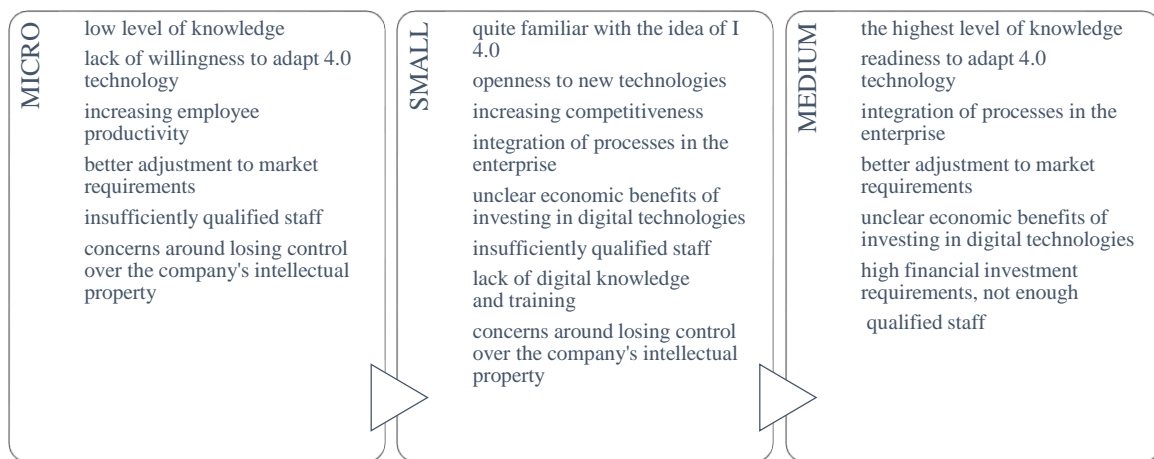 MICRO
low level of knowledge
lack of willingness to adapt 4.0
technology
increasing employee
productivity
better adjustment to market
requirements
insufficiently qualified staff
concerns around losing control
over the company's intellectual
property
SMALL
quite familiar with the idea of I
4.0
openness to new technologies
increasing competitiveness
integration of processes in the
enterprise
unclear economic benefits of
investing in digital technologies
insufficiently qualified staff
lack of digital knowledge
and training
concerns around losing control
over the company's intellectual
property
MEDIUM
the highest level of knowledge
readiness to adapt 4.0
technology
integration of processes in the
enterprise
better adjustment to market
requirements
unclear economic benefits of
investing in digital technologies
high financial investment
requirements, not enough
qualified staff